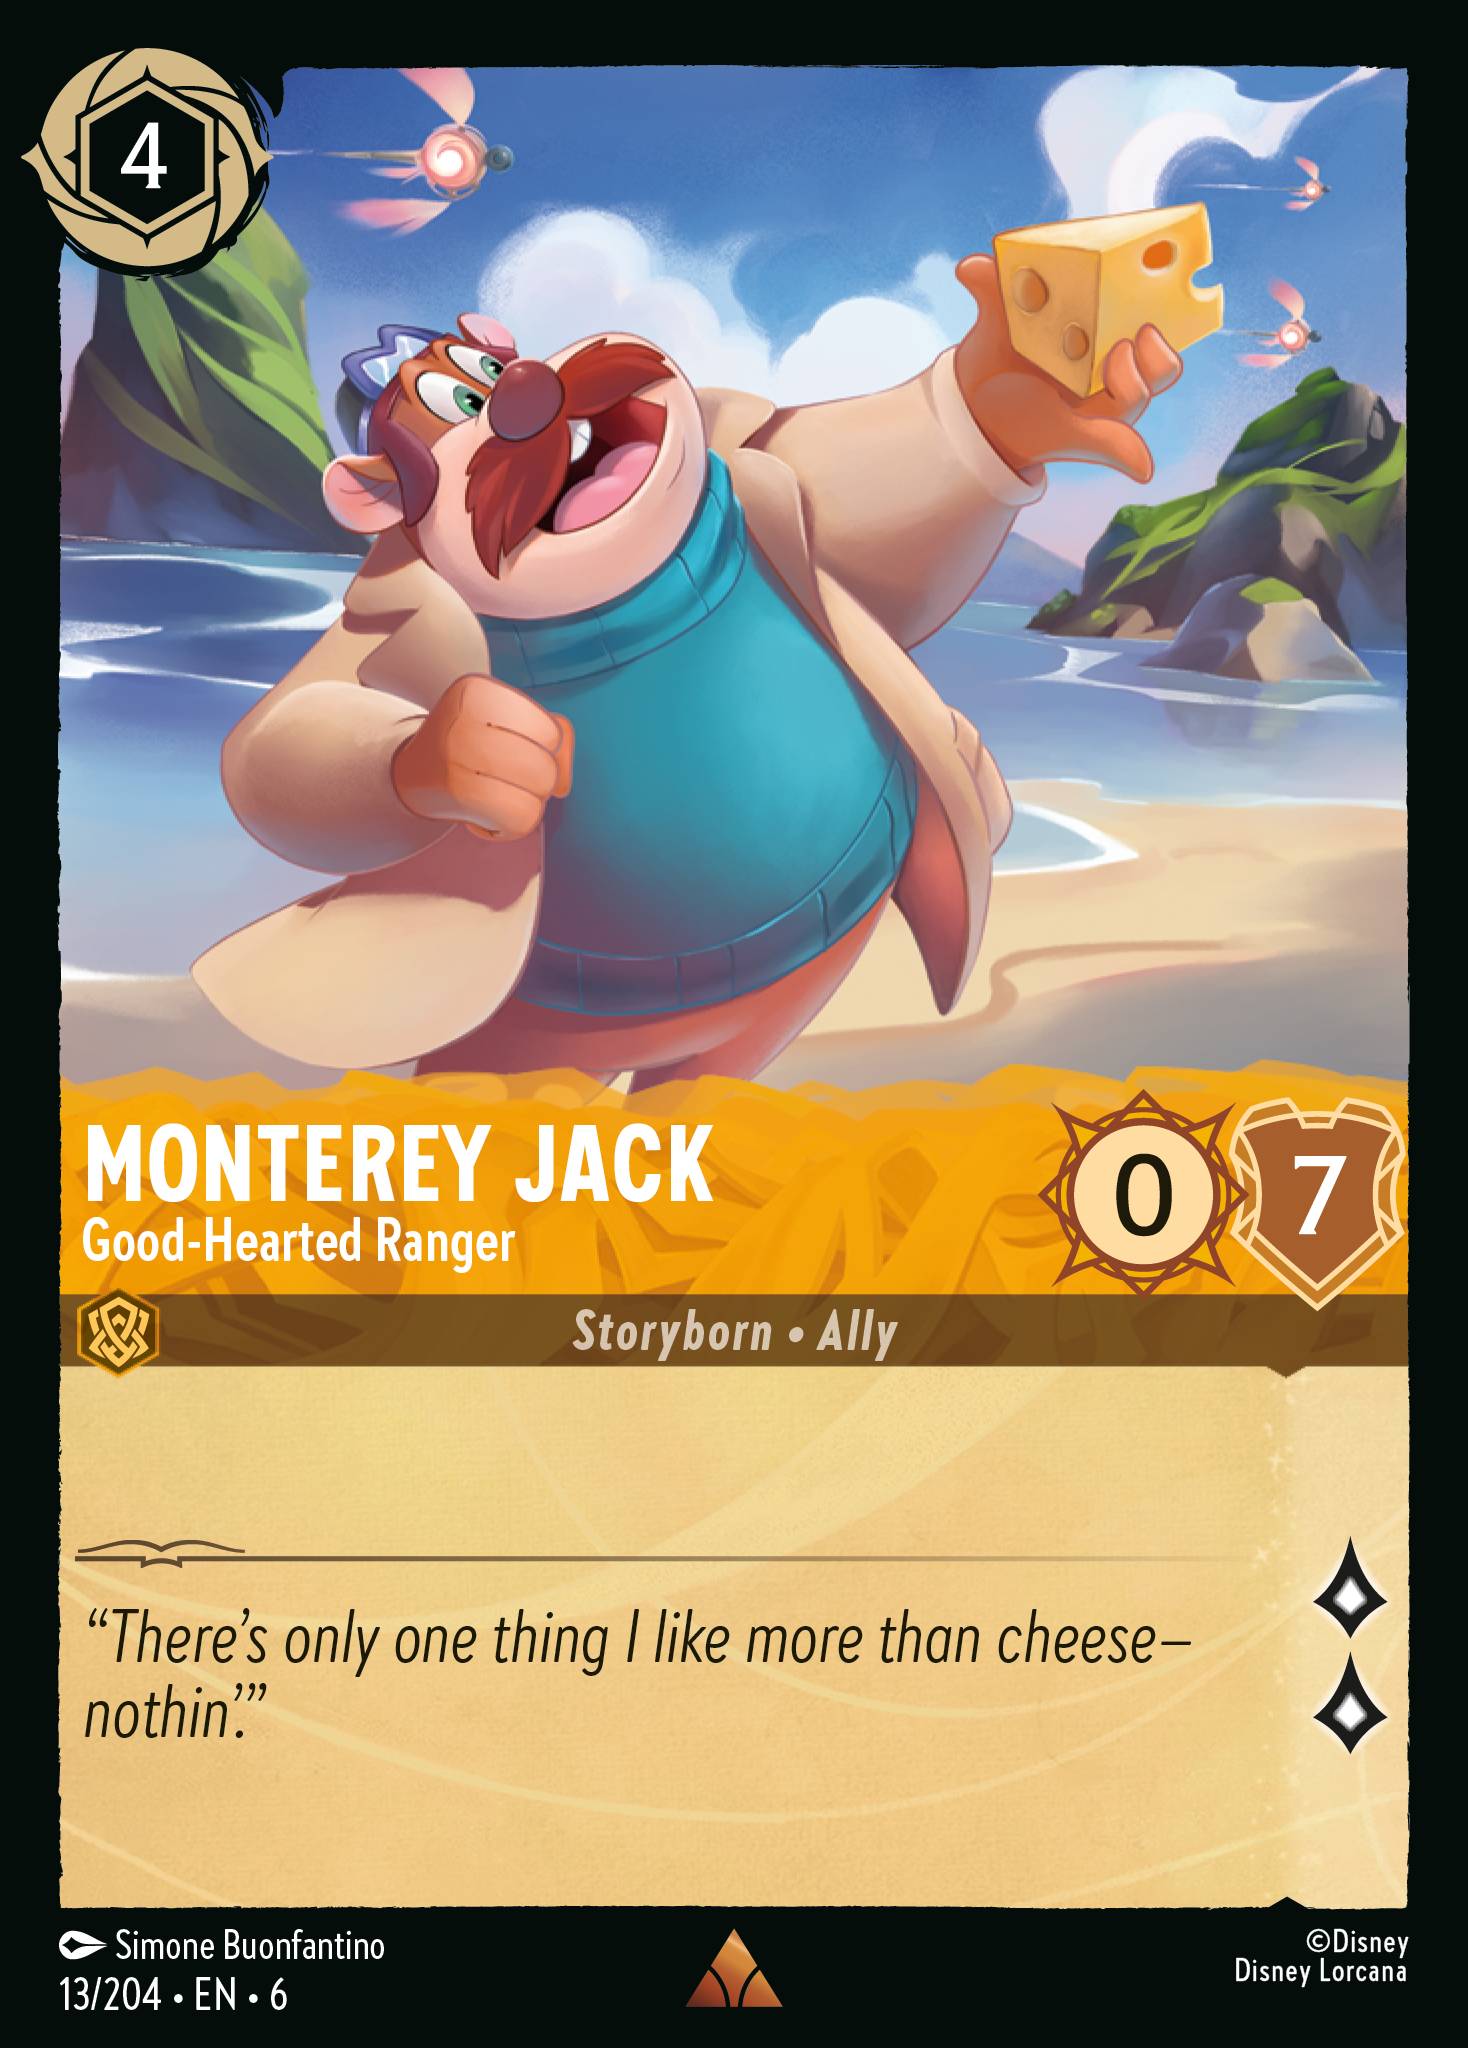 4
MONTEREY JACK
Good-Hearted Ranger
0
7
Storyborn • Ally
“There’s only one thing I like more than cheese—
nothin’.”
Simone Buonfantino
13/204 • EN • 6
©Disney
Disney Lorcana